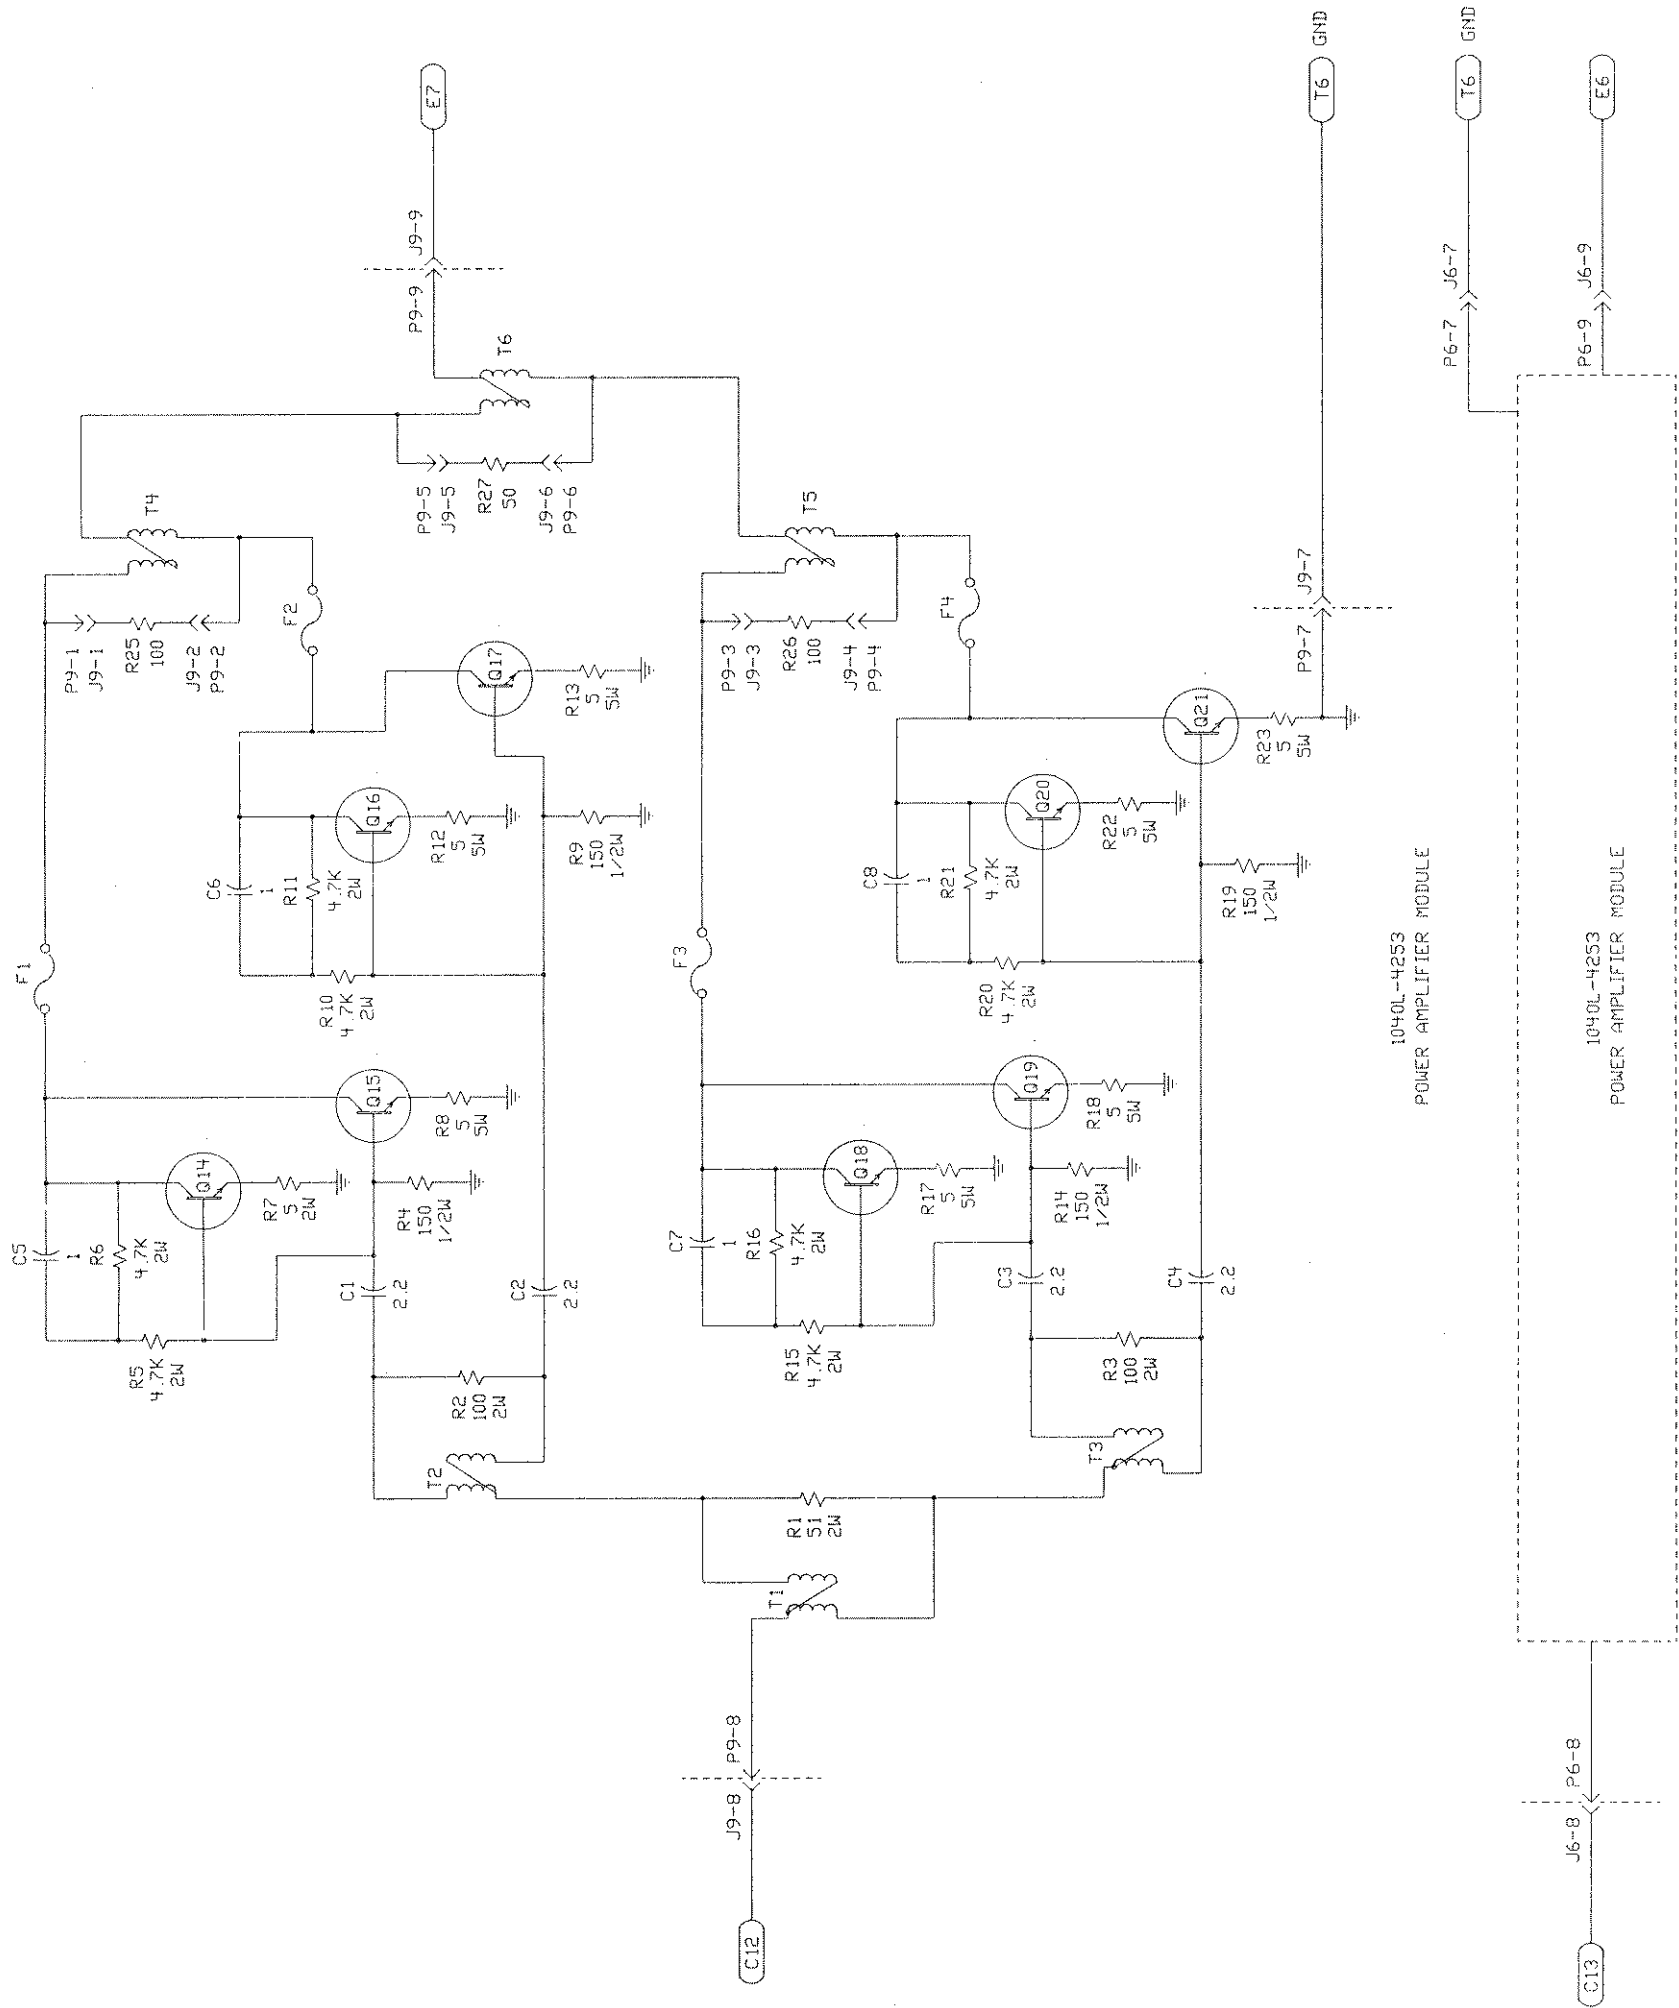 C5
1
R6
4.7K
2W
R5
4.7K
2W
Q14
R7
5
2W
F1
P9-1
J9-1
R25
100
J9-2
P9-2
T4
C6
1
R11
4.7K
2W
R10
4.7K
2W
Q16
R12
5
5W
F2
Q15
R8
5
5W
R4
150
1/2W
C1
2.2
C2
2.2
R2
100
2W
T2
Q17
R13
5
5W
R9
150
1/2W
P9-5
J9-5
R27
50
J9-6
P9-6
T6
P9-9
J9-9
E7
C12
J9-8
P9-8
T1
R1
51
2W
F3
P9-3
J9-3
R26
100
J9-4
P9-4
T5
C7
1
R16
4.7K
2W
R15
4.7K
2W
Q18
R17
5
5W
C8
1
R21
4.7K
2W
R20
4.7K
2W
Q20
R22
5
5W
F4
Q19
R18
5
5W
R14
150
1/2W
C3
2.2
C4
2.2
R3
100
2W
T3
Q21
R23
5
5W
R19
150
1/2W
P9-7
J9-7
T6
GND
1040L-4253
POWER AMPLIFIER MODULE
P6-7
J6-7
T6
GND
C13
J6-8
P6-8
1040L-4253
POWER AMPLIFIER MODULE
P6-9
J6-9
E6